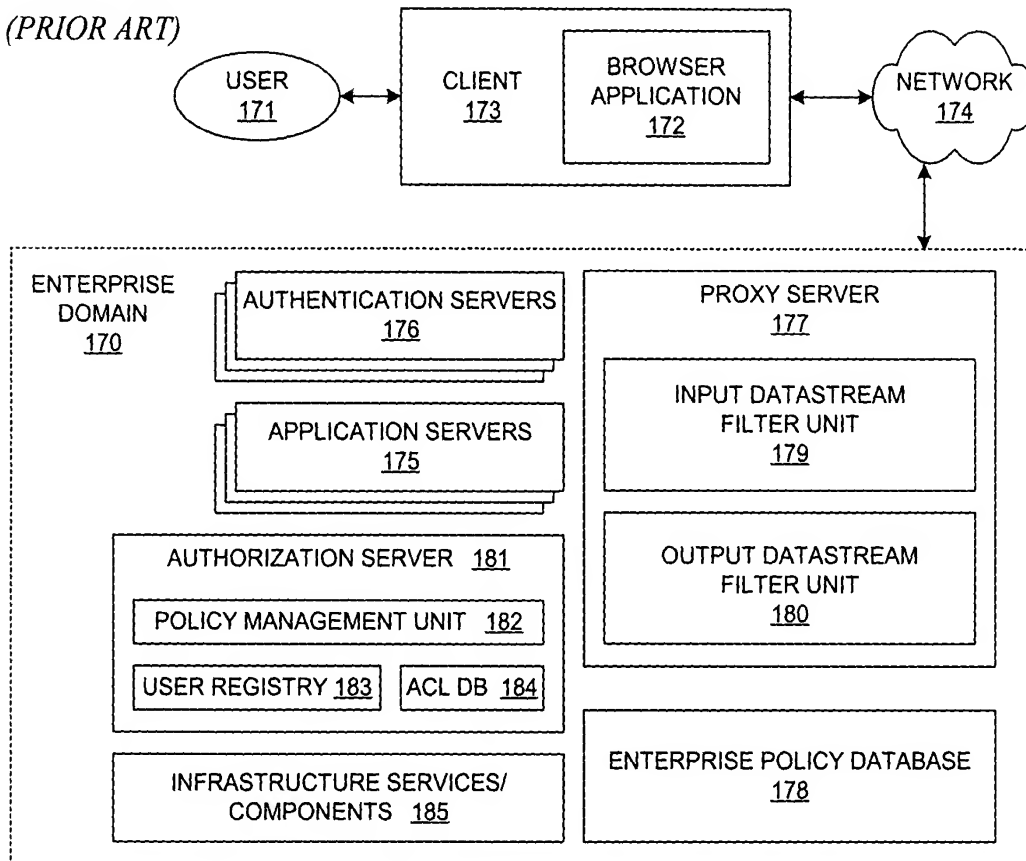 (PRIOR ART)
USER
171
CLIENT
173
BROWSER
APPLICATION
172
NETWORK
174
ENTERPRISE
DOMAIN
170
AUTHENTICATION SERVERS
176
APPLICATION SERVERS
175
AUTHORIZATION SERVER 181
POLICY MANAGEMENT UNIT 182
USER REGISTRY 183
ACL DB 184
INFRASTRUCTURE SERVICES/
COMPONENTS 185
PROXY SERVER
177
INPUT DATASTREAM
FILTER UNIT
179
OUTPUT DATASTREAM
FILTER UNIT
180
ENTERPRISE POLICY DATABASE
178